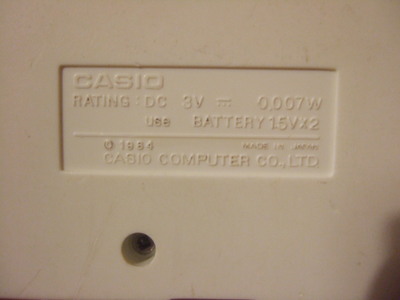 CASIO
RATING : DC 3V ⎓ 0,007W
use BATTERY 1.5V×2
© 1984 MADE IN JAPAN
CASIO COMPUTER CO., LTD